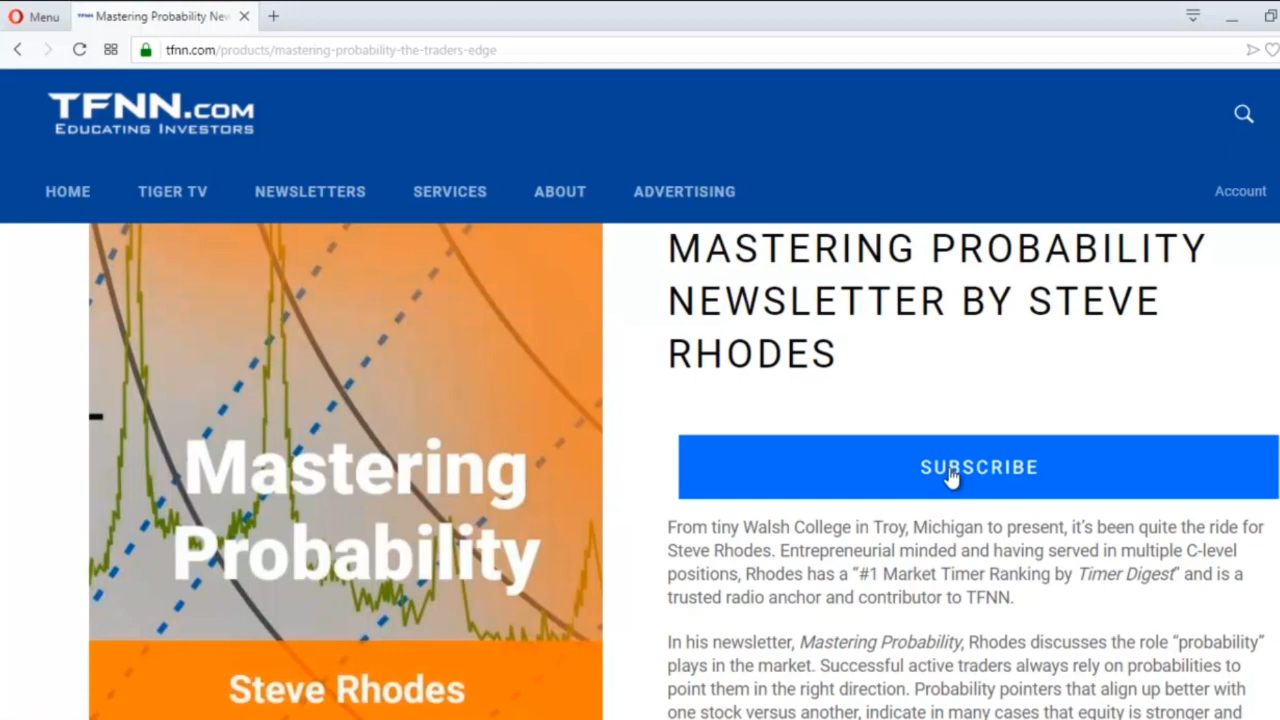 Menu
Mastering Probability Nev
tfnn.com/products/mastering-probability-the-traders-edge
TFNN.COM
EDUCATING INVESTORS
HOME TIGER TV NEWSLETTERS SERVICES ABOUT ADVERTISING Account
MASTERING PROBABILITY
NEWSLETTER BY STEVE
RHODES
SUBSCRIBE
From tiny Walsh College in Troy, Michigan to present, it’s been quite the ride for
Steve Rhodes. Entrepreneurial minded and having served in multiple C-level
positions, Rhodes has a “#1 Market Timer Ranking by Timer Digest” and is a
trusted radio anchor and contributor to TFNN.
In his newsletter, Mastering Probability, Rhodes discusses the role “probability”
plays in the market. Successful active traders always rely on probabilities to
point them in the right direction. Probability pointers that align up better with
one stock versus another, indicate in many cases that equity is stronger and
Mastering
Probability
Steve Rhodes